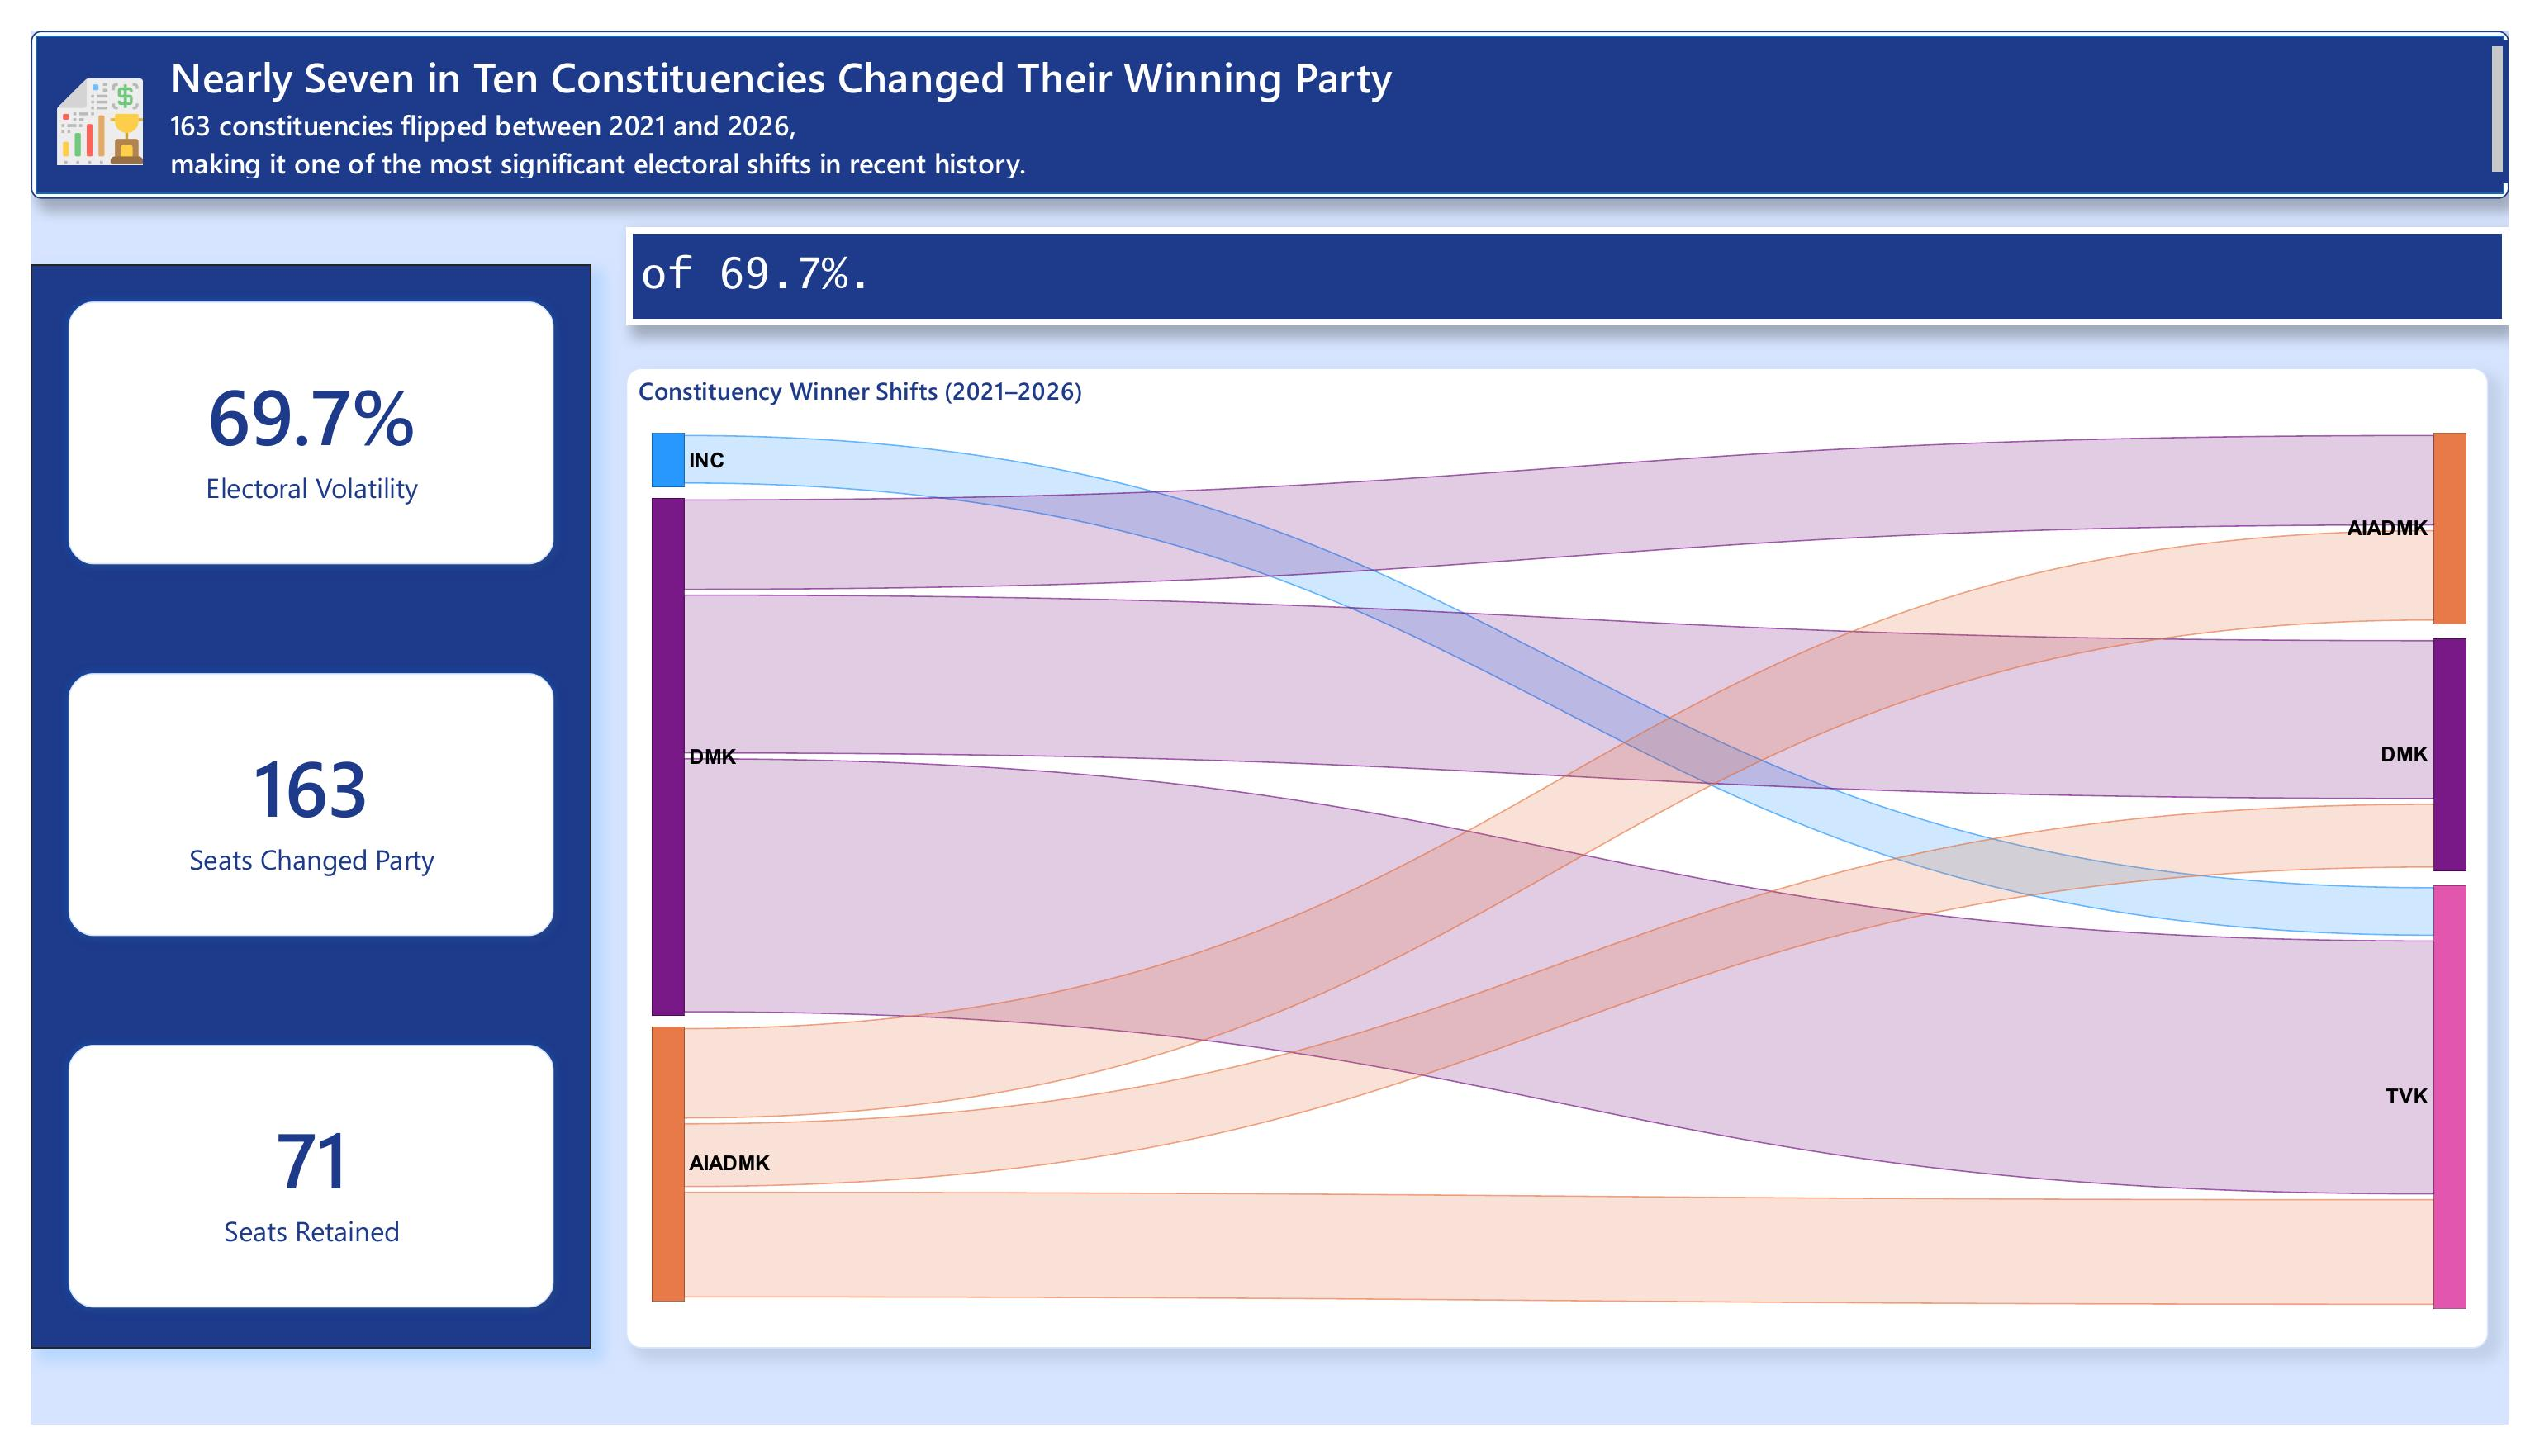 Nearly Seven in Ten Constituencies Changed Their Winning Party
163 constituencies flipped between 2021 and 2026,
making it one of the most significant electoral shifts in recent history.
of 69.7%.
69.7%
Electoral Volatility
163
Seats Changed Party
71
Seats Retained
Constituency Winner Shifts (2021–2026)
INC
DMK
AIADMK
AIADMK
DMK
TVK